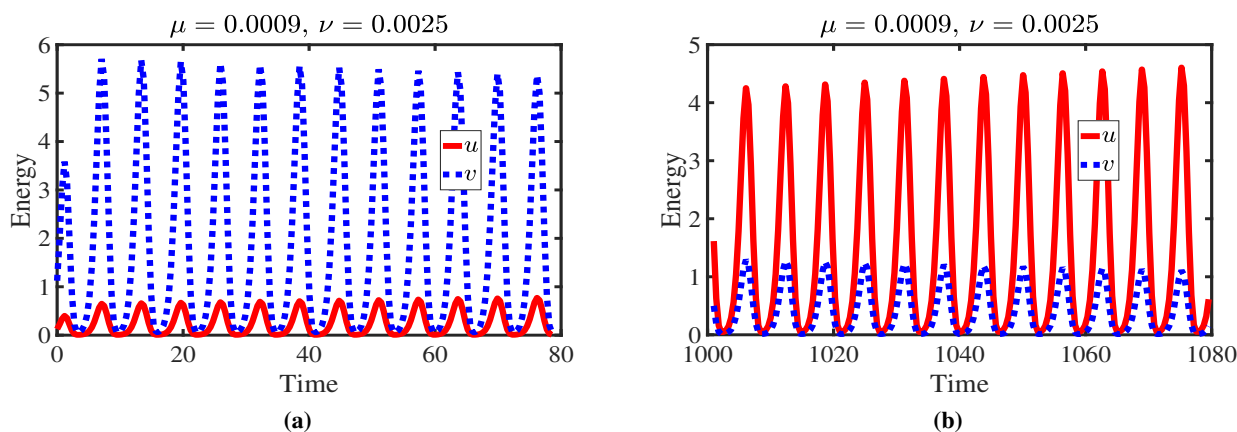 μ = 0.0009, ν = 0.0025
6
5
4
3
2
1
0
Energy
u
v
0 20 40 60 80
Time
(a)
μ = 0.0009, ν = 0.0025
5
4
3
2
1
0
Energy
u
v
1000 1020 1040 1060 1080
Time
(b)